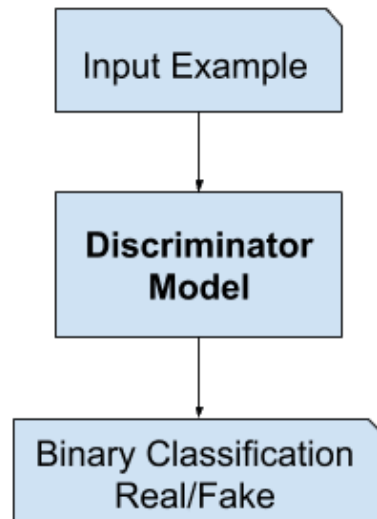 Input Example
Discriminator
Model
Binary Classification
Real/Fake